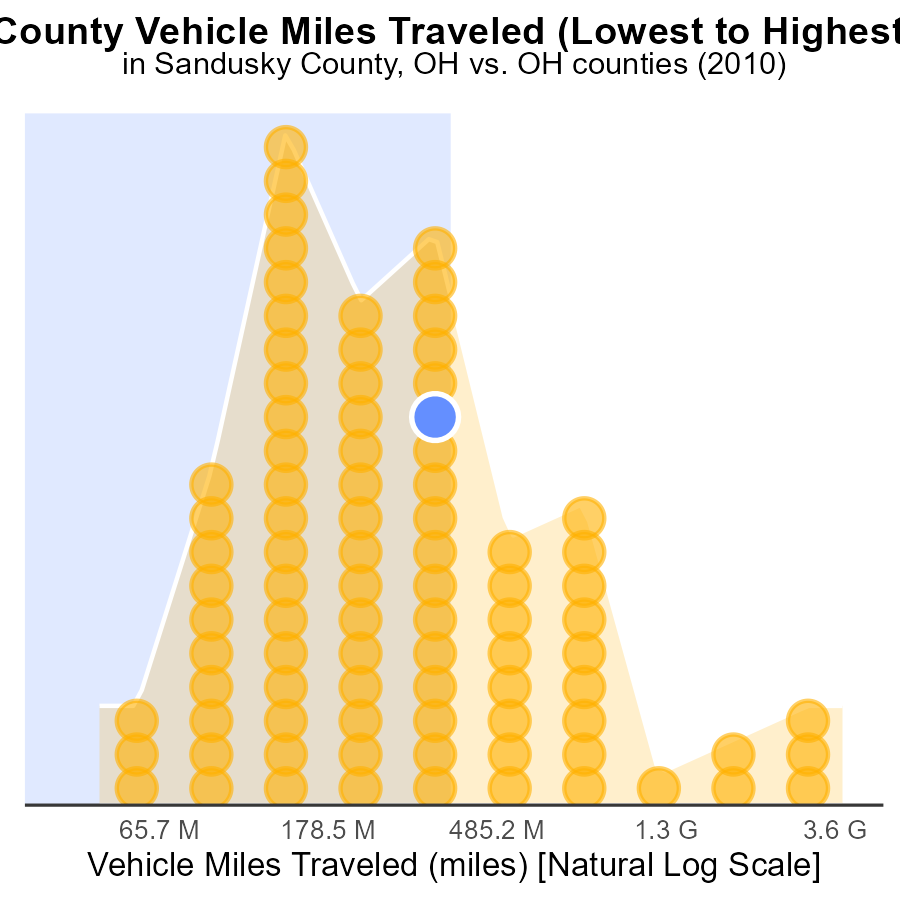 County Vehicle Miles Traveled (Lowest to Highest
in Sandusky County, OH vs. OH counties (2010)
65.7 M 178.5 M 485.2 M 1.3 G 3.6 G
Vehicle Miles Traveled (miles) [Natural Log Scale]